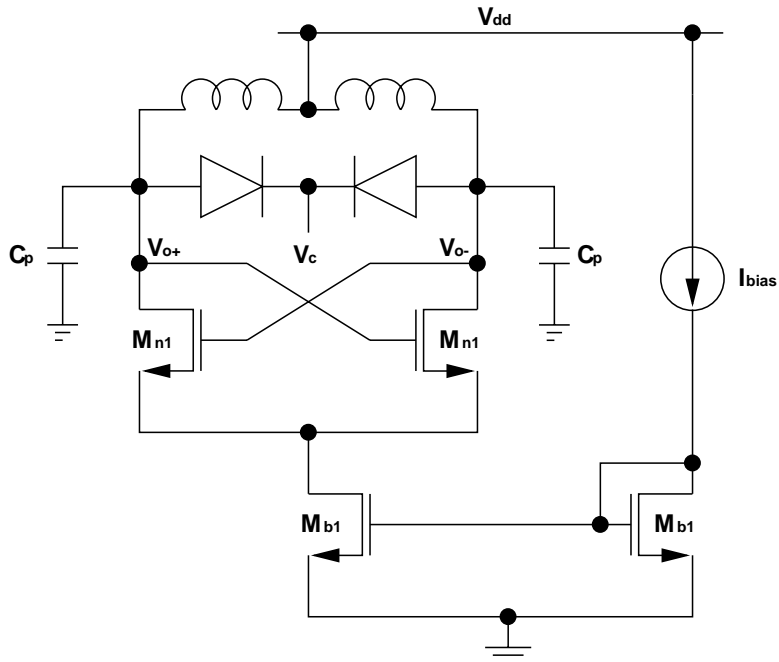 Vdd
Cp
Vo+
Vc
Vo-
Cp
Ibias
Mn1
Mn1
Mb1
Mb1